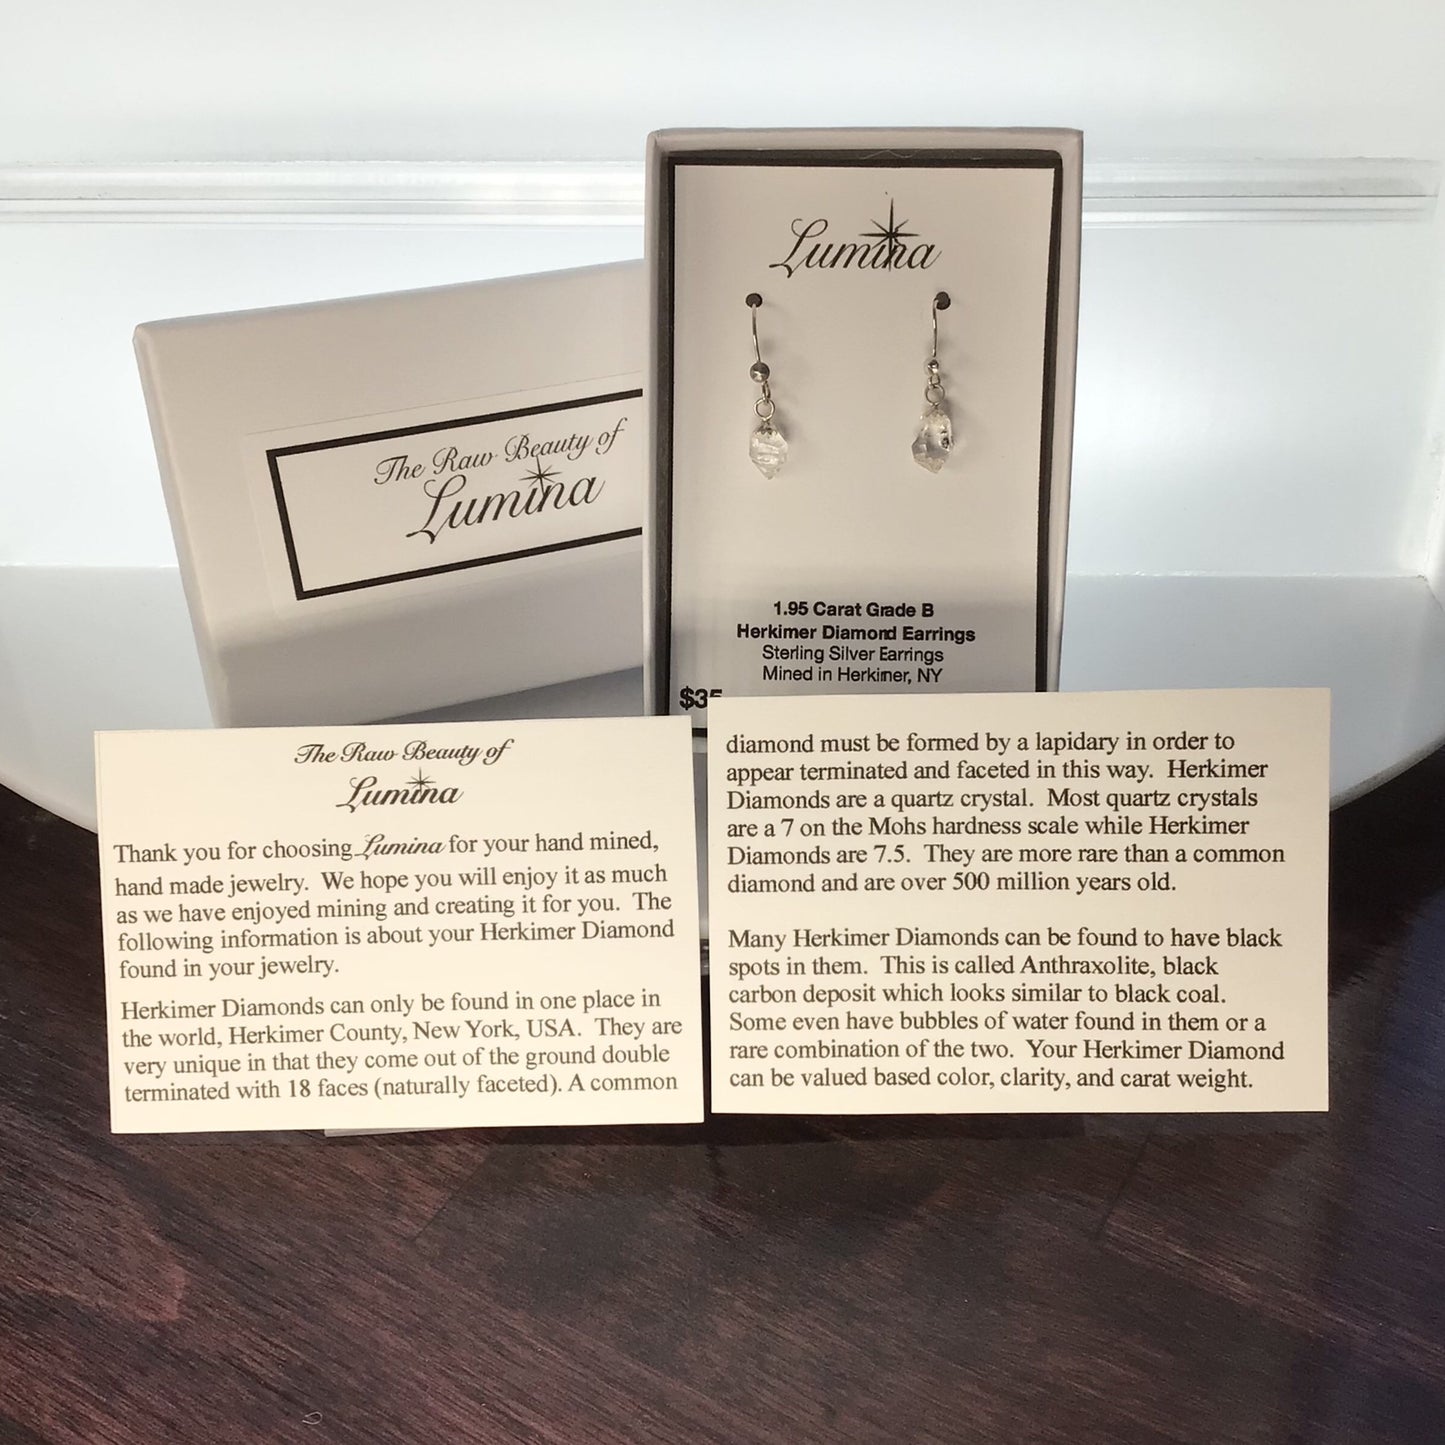 The Raw Beauty of
Lumina
Lumina
1.95 Carat Grade B
Herkimer Diamond Earrings
Sterling Silver Earrings
Mined in Herkimer, NY
$35
The Raw Beauty of
Lumina
Thank you for choosing Lumina for your hand mined,
hand made jewelry. We hope you will enjoy it as much
as we have enjoyed mining and creating it for you. The
following information is about your Herkimer Diamond
found in your jewelry.
Herkimer Diamonds can only be found in one place in
the world, Herkimer County, New York, USA. They are
very unique in that they come out of the ground double
terminated with 18 faces (naturally faceted). A common
diamond must be formed by a lapidary in order to
appear terminated and faceted in this way. Herkimer
Diamonds are a quartz crystal. Most quartz crystals
are a 7 on the Mohs hardness scale while Herkimer
Diamonds are 7.5. They are more rare than a common
diamond and are over 500 million years old.
Many Herkimer Diamonds can be found to have black
spots in them. This is called Anthraxolite, black
carbon deposit which looks similar to black coal.
Some even have bubbles of water found in them or a
rare combination of the two. Your Herkimer Diamond
can be valued based color, clarity, and carat weight.